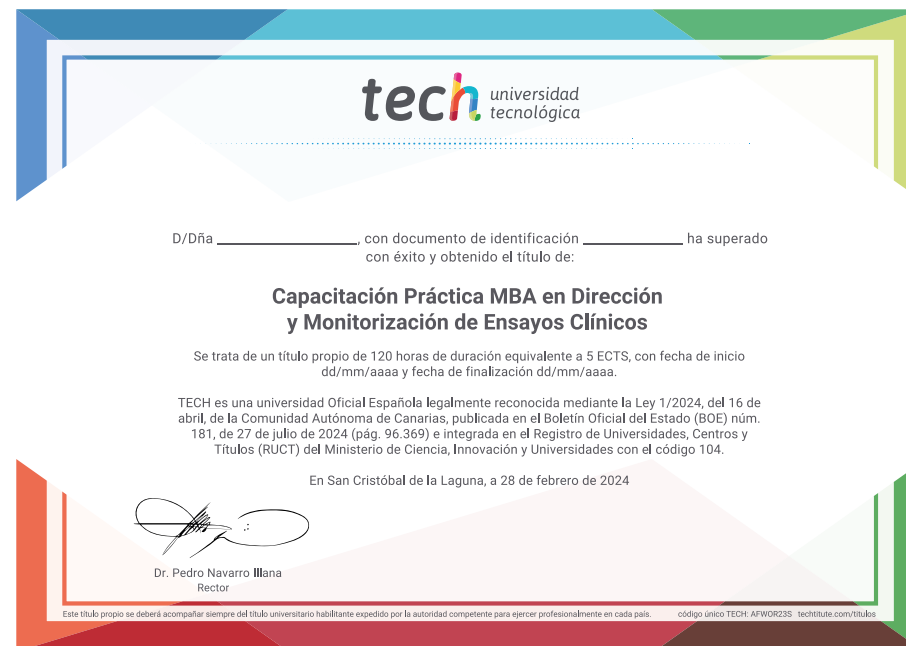 tech universidad
tecnológica
D/Dña ____________________, con documento de identificación ______________ ha superado
con éxito y obtenido el título de:
Capacitación Práctica MBA en Dirección
y Monitorización de Ensayos Clínicos
Se trata de un título propio de 120 horas de duración equivalente a 5 ECTS, con fecha de inicio
dd/mm/aaaa y fecha de finalización dd/mm/aaaa.
TECH es una universidad Oficial Española legalmente reconocida mediante la Ley 1/2024, del 16 de
abril, de la Comunidad Autónoma de Canarias, publicada en el Boletín Oficial del Estado (BOE) núm.
181, de 27 de julio de 2024 (pág. 96.369) e integrada en el Registro de Universidades, Centros y
Títulos (RUCT) del Ministerio de Ciencia, Innovación y Universidades con el código 104.
En San Cristóbal de la Laguna, a 28 de febrero de 2024
Dr. Pedro Navarro Illana
Rector
Este título propio se deberá acompañar siempre del título universitario habilitante expedido por la autoridad competente para ejercer profesionalmente en cada país. código único TECH: AFWOR23S techtitute.com/titulos